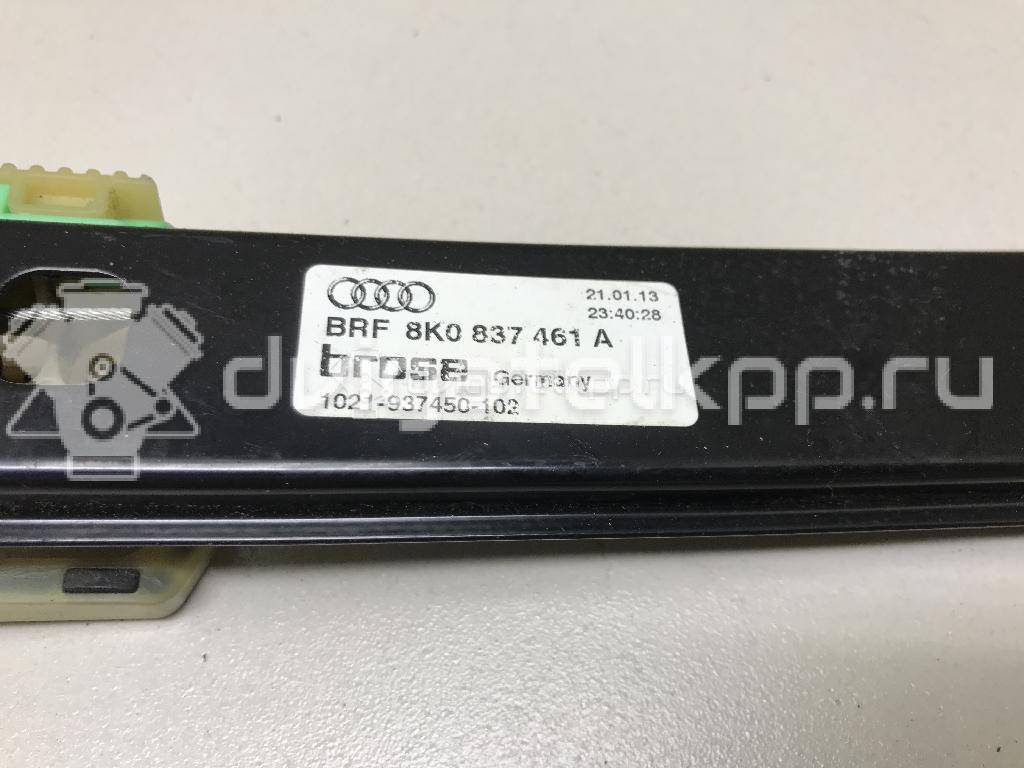 21.01.13
23:40:28
BRF 8K0 837 461 A
brose Germany
1021-937450-102
dvigatelkpp.ru